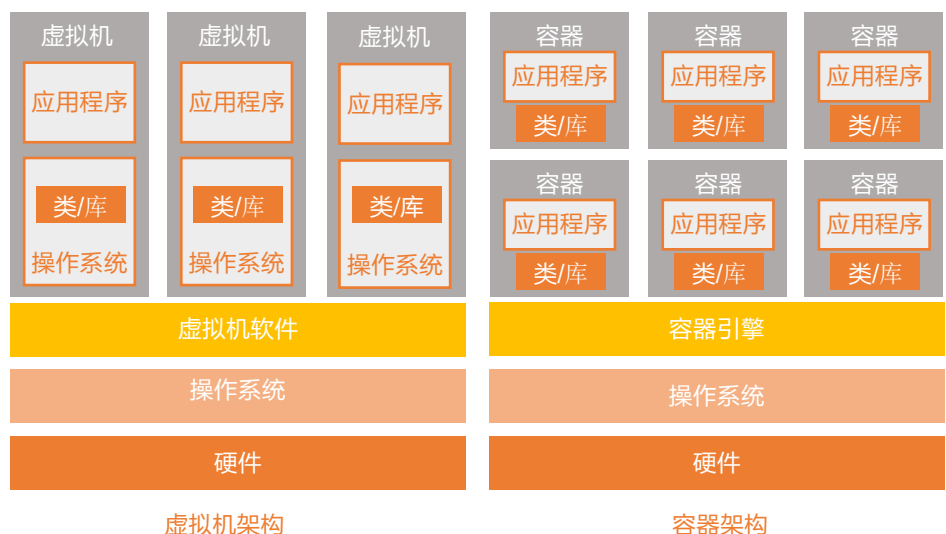 虚拟机
虚拟机
虚拟机
应用程序
应用程序
应用程序
类/库
类/库
类/库
操作系统
操作系统
操作系统
虚拟机软件
操作系统
硬件
虚拟机架构
容器
容器
容器
应用程序
应用程序
应用程序
类/库
类/库
类/库
容器
容器
容器
应用程序
应用程序
应用程序
类/库
类/库
类/库
容器引擎
操作系统
硬件
容器架构